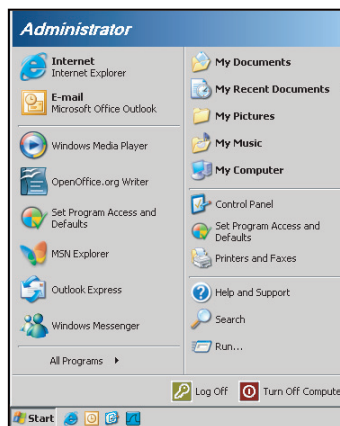 Administrator
Internet
Internet Explorer
E-mail
Microsoft Office Outlook
Windows Media Player
OpenOffice.org Writer
Set Program Access and
Defaults
MSN Explorer
Outlook Express
Windows Messenger
All Programs
My Documents
My Recent Documents
My Pictures
My Music
My Computer
Control Panel
Set Program Access and
Defaults
Printers and Faxes
Help and Support
Search
Run...
Log Off
Turn Off Compute
Start